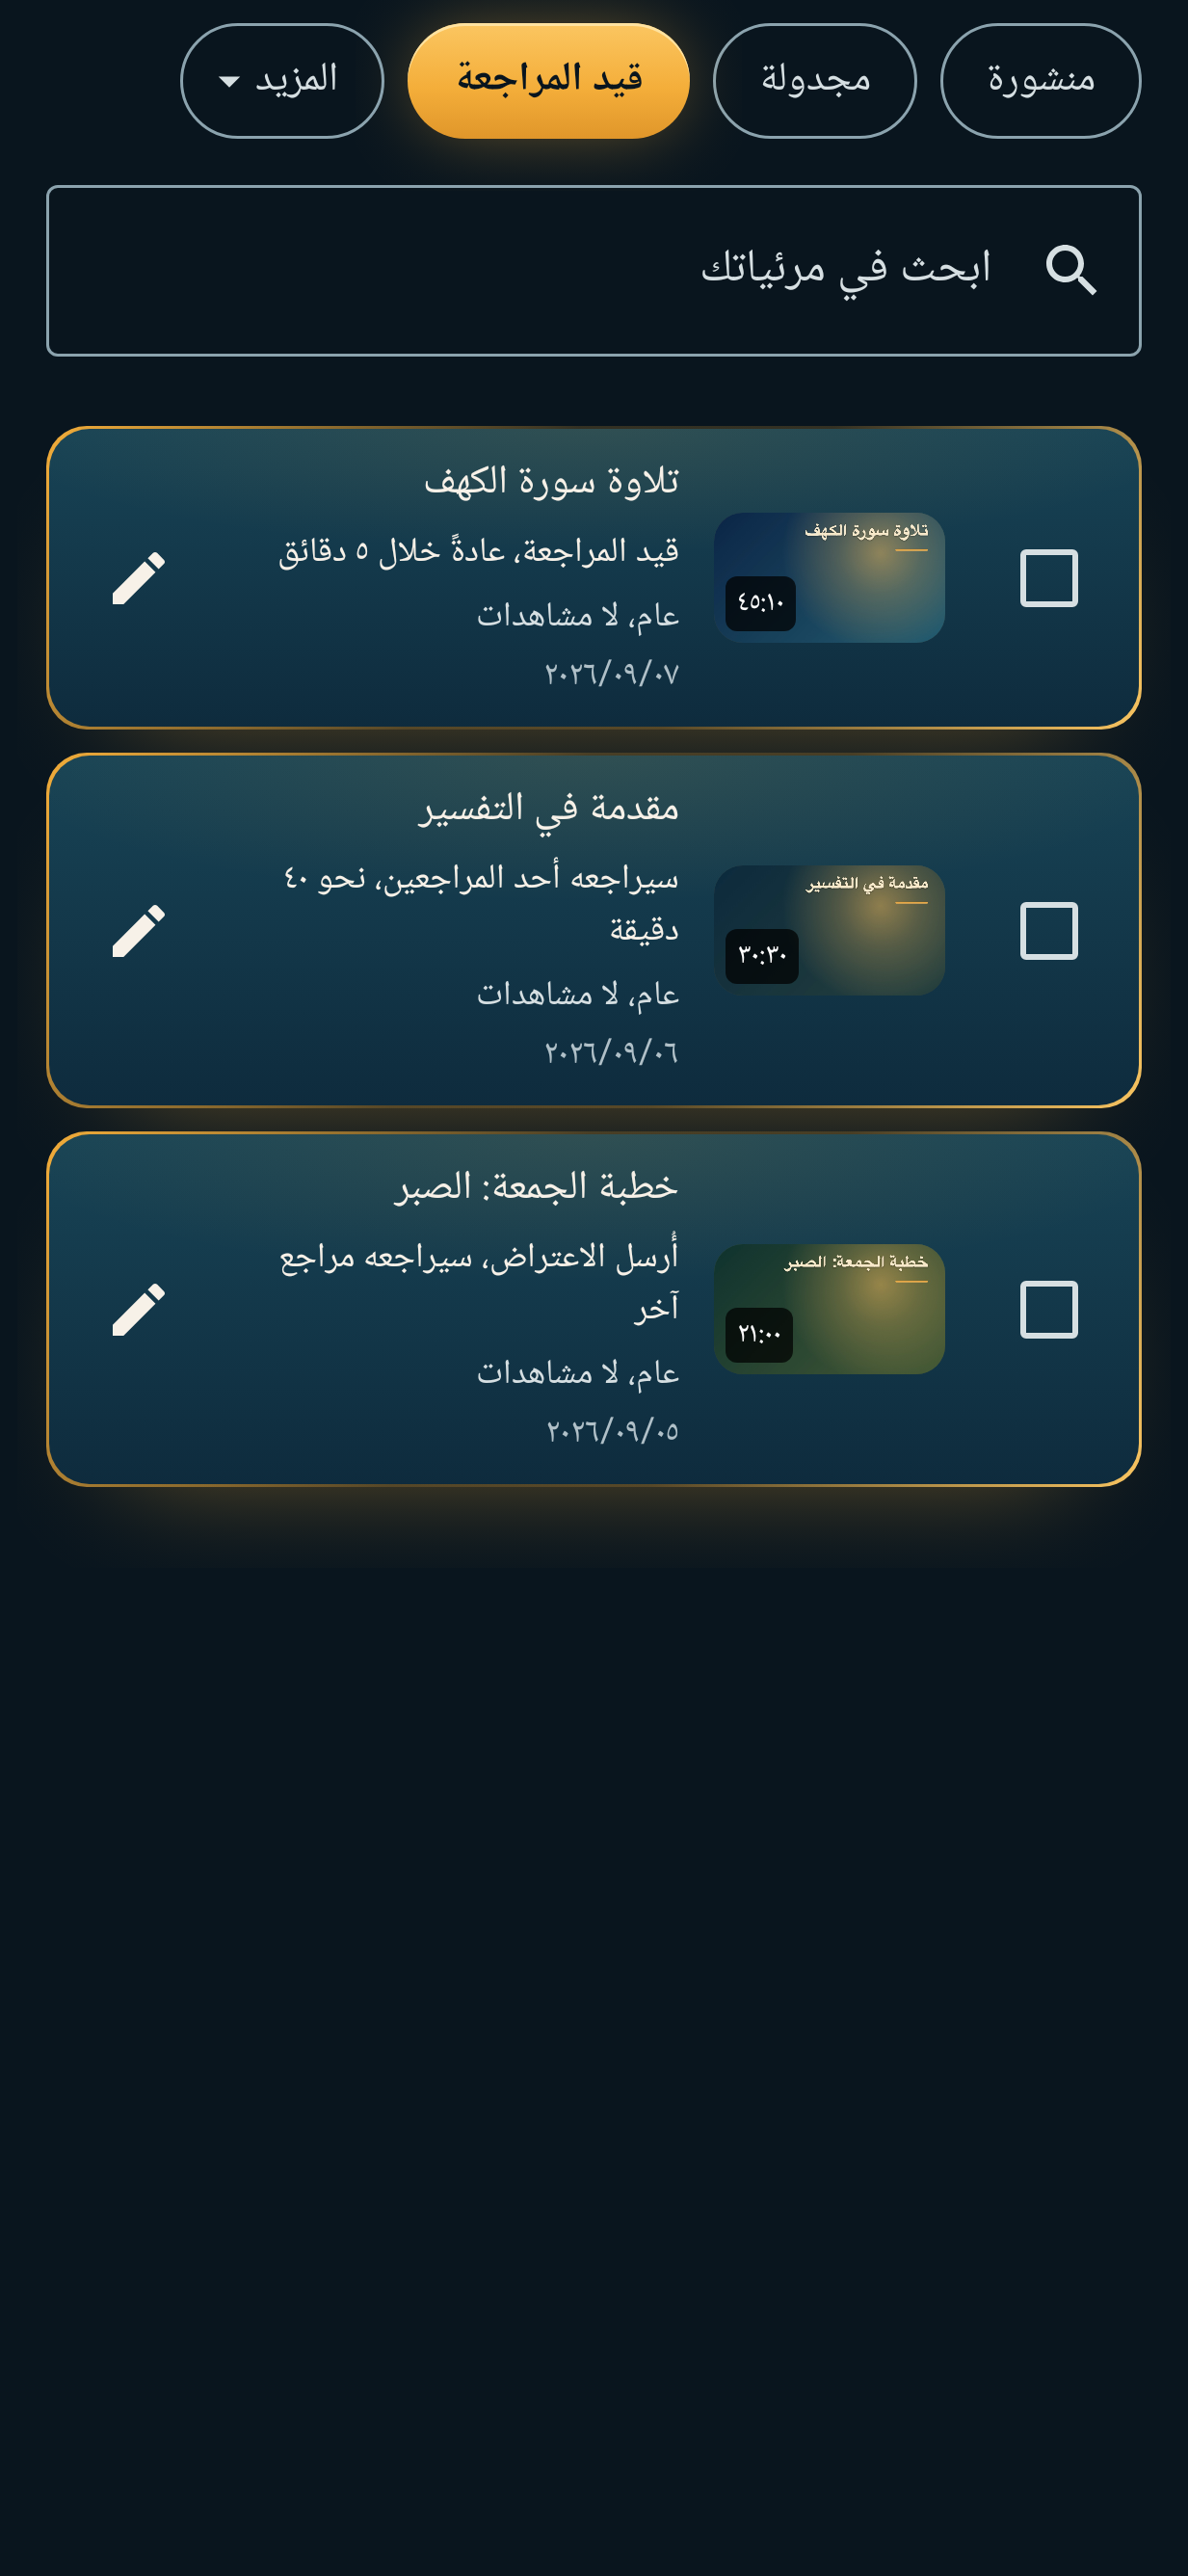 منشورة
مجدولة
قيد المراجعة
المزيد
ابحث في مرئياتك
تلاوة سورة الكهف
٤٥:١٠
تلاوة سورة الكهف
قيد المراجعة، عادةً خلال ٥ دقائق
عام، لا مشاهدات
٢٠٢٦/٠٩/٠٧
مقدمة في التفسير
٣٠:٣٠
مقدمة في التفسير
سيراجعه أحد المراجعين، نحو ٤٠
دقيقة
عام، لا مشاهدات
٢٠٢٦/٠٩/٠٦
خطبة الجمعة: الصبر
٢١:٠٠
خطبة الجمعة: الصبر
أُرسل الاعتراض، سيراجعه مراجع
آخر
عام، لا مشاهدات
٢٠٢٦/٠٩/٠٥